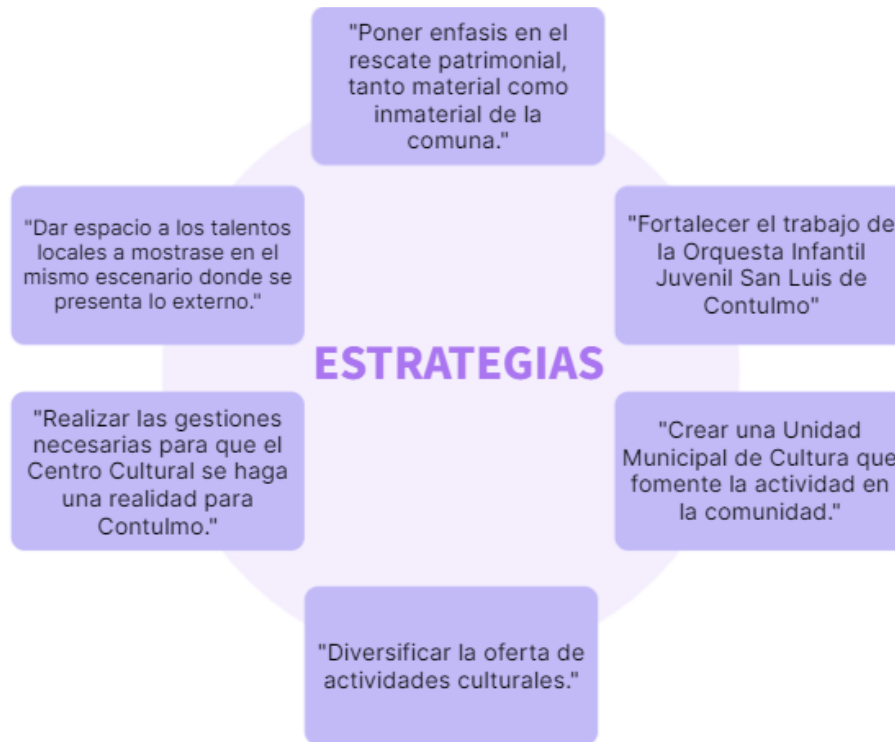 "Poner enfasis en el
rescate patrimonial,
tanto material como
inmaterial de la
comuna."
"Dar espacio a los talentos
locales a mostrase en el
mismo escenario donde se
presenta lo externo."
"Fortalecer el trabajo de
la Orquesta Infantil
Juvenil San Luis de
Contulmo"
ESTRATEGIAS
"Realizar las gestiones
necesarias para que el
Centro Cultural se haga
una realidad para
Contulmo."
"Crear una Unidad
Municipal de Cultura que
fomente la actividad en
la comunidad."
"Diversificar la oferta de
actividades culturales."